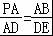 PA/AD = AB/DE